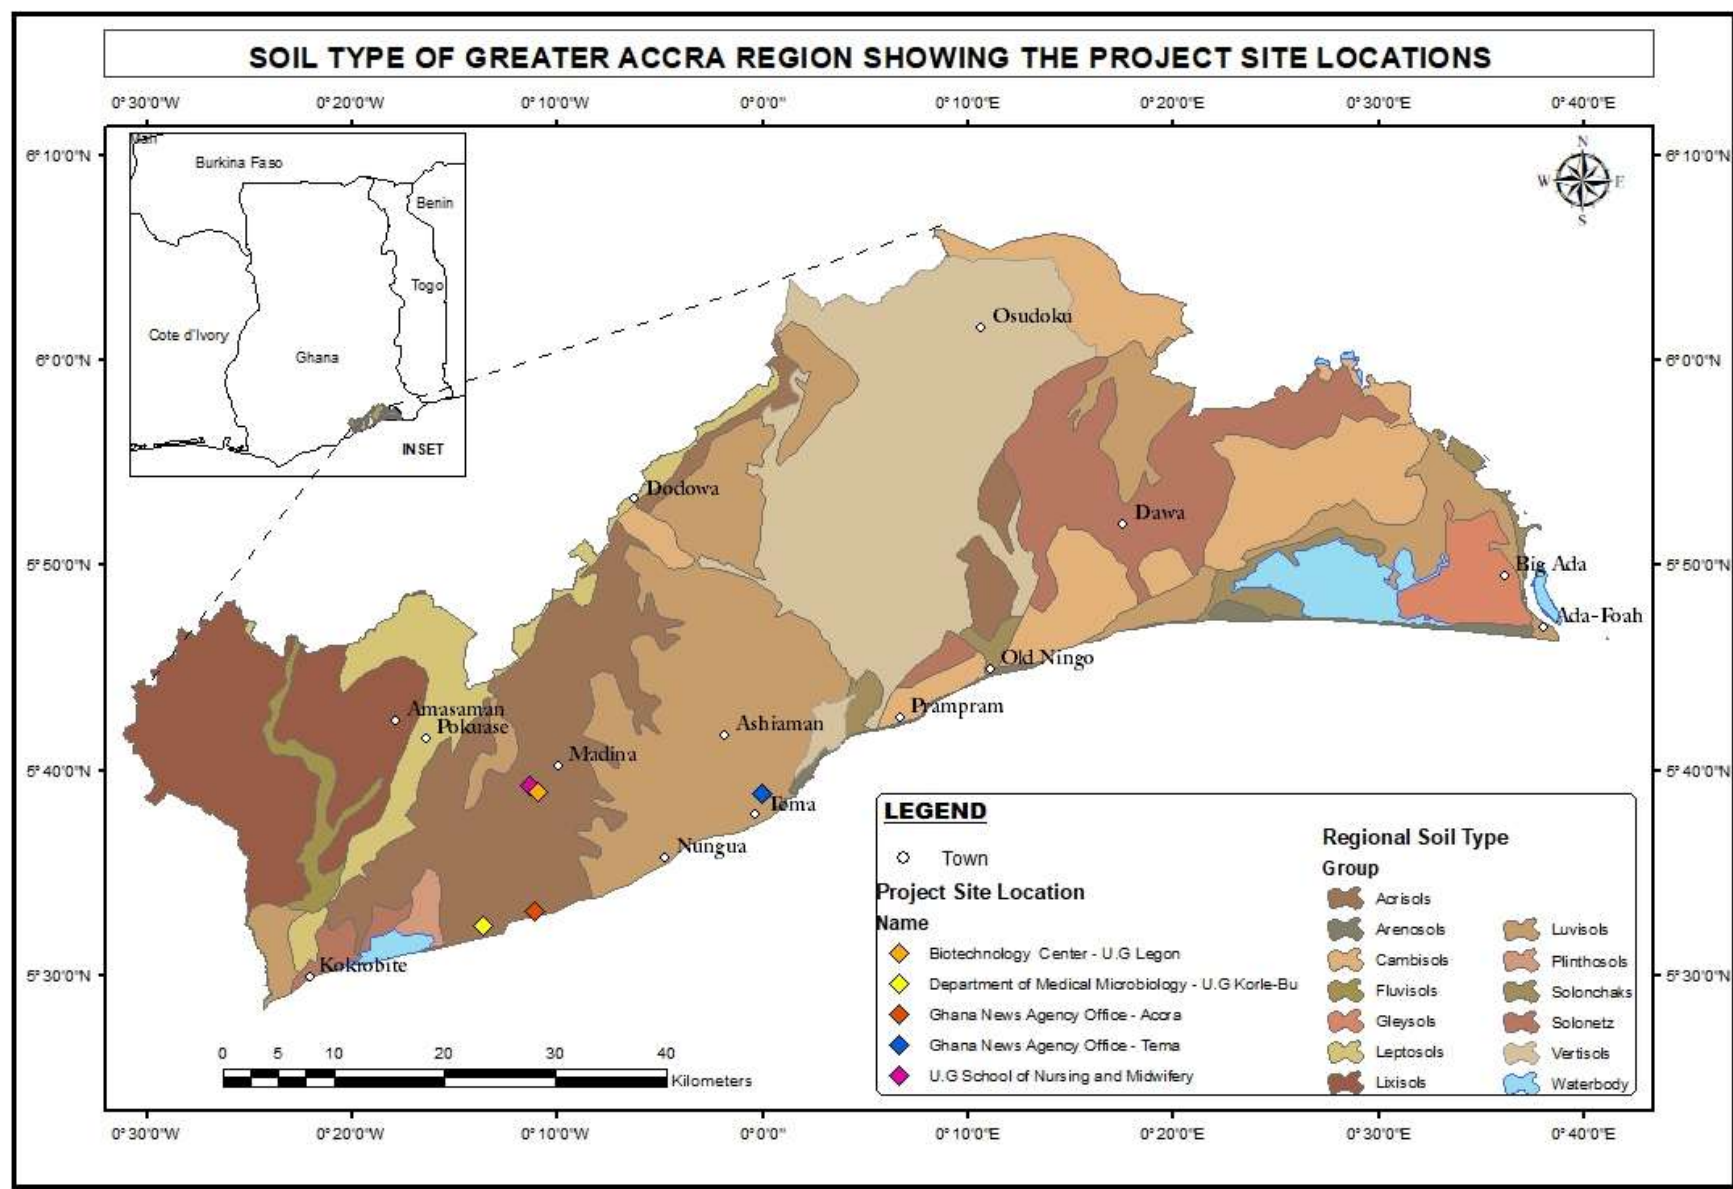 SOIL TYPE OF GREATER ACCRA REGION SHOWING THE PROJECT SITE LOCATIONS
0°30'0"W 0°20'0"W 0°10'0"W 0°0'0" 0°10'0"E 0°20'0"E 0°30'0"E 0°40'0"E
6°10'0"N 6°10'0"N
Mali
Burkina Faso
Benin
Togo
Cote d'Ivory
Ghana
INSET
N
W E
S
Osudoku
6°0'0"N 6°0'0"N
Dodowa
Dawa
5°50'0"N 5°50'0"N
Big Ada
Ada-Foah
Old Ningo
Prampram
Amasaman
Pokuase
Ashiaman
Madina
5°40'0"N 5°40'0"N
Tema
Nungua
Kokrobite
5°30'0"N 5°30'0"N
LEGEND
Town
Project Site Location
Name
Biotechnology Center - U.G Legon
Department of Medical Microbiology - U.G Korle-Bu
Ghana News Agency Office - Accra
Ghana News Agency Office - Tema
U.G School of Nursing and Midwifery
Regional Soil Type
Group
Acrisols
Arenosols
Cambisols
Fluvisols
Gleysols
Leptosols
Lixisols
Luvisols
Plinthosols
Solonchaks
Solonetz
Vertisols
Waterbody
0 5 10 20 30 40
Kilometers
0°30'0"W 0°20'0"W 0°10'0"W 0°0'0" 0°10'0"E 0°20'0"E 0°30'0"E 0°40'0"E